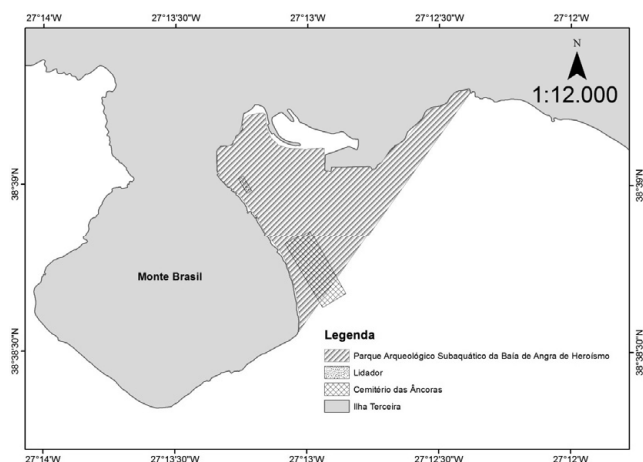 27°14'W 27°13'30"W 27°13'W 27°12'30"W 27°12'W
N
1:12.000
38°39'N 38°39'N
Monte Brasil
38°38'30"N 38°38'30"N
Legenda
Parque Arqueológico Subaquático da Baía de Angra de Heroísmo
Lidador
Cemitério das Âncoras
Ilha Terceira
27°14'W 27°13'30"W 27°13'W 27°12'30"W 27°12'W